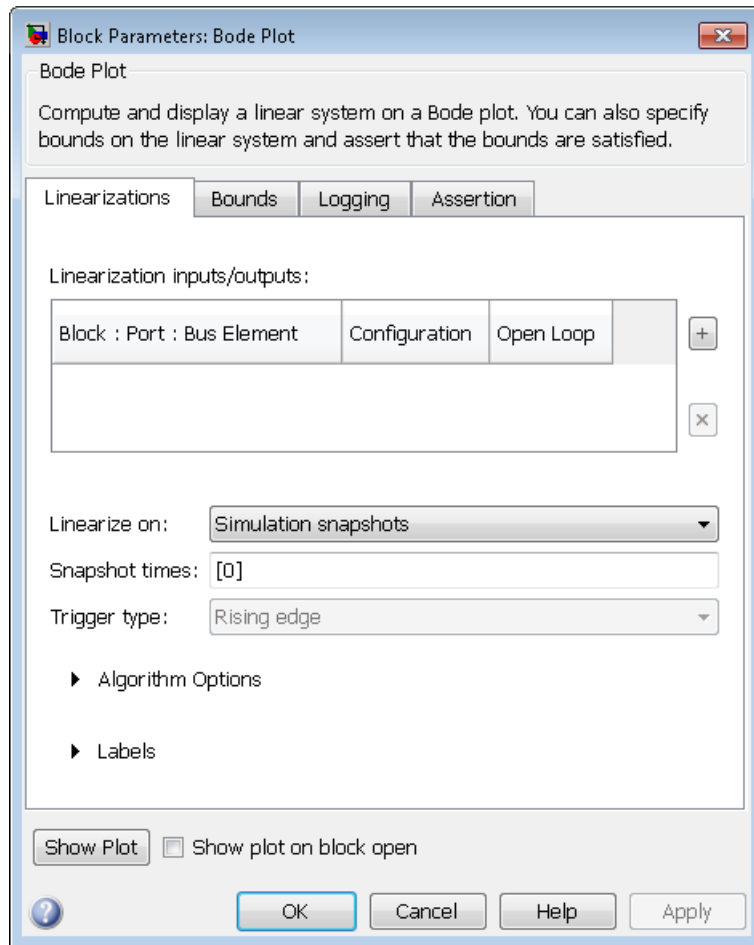 Block Parameters: Bode Plot
Bode Plot
Compute and display a linear system on a Bode plot. You can also specify
bounds on the linear system and assert that the bounds are satisfied.
Linearizations Bounds Logging Assertion
Linearization inputs/outputs:
Block : Port : Bus Element Configuration Open Loop
Linearize on: Simulation snapshots
Snapshot times: [0]
Trigger type: Rising edge
Algorithm Options
Labels
Show Plot Show plot on block open
OK Cancel Help Apply